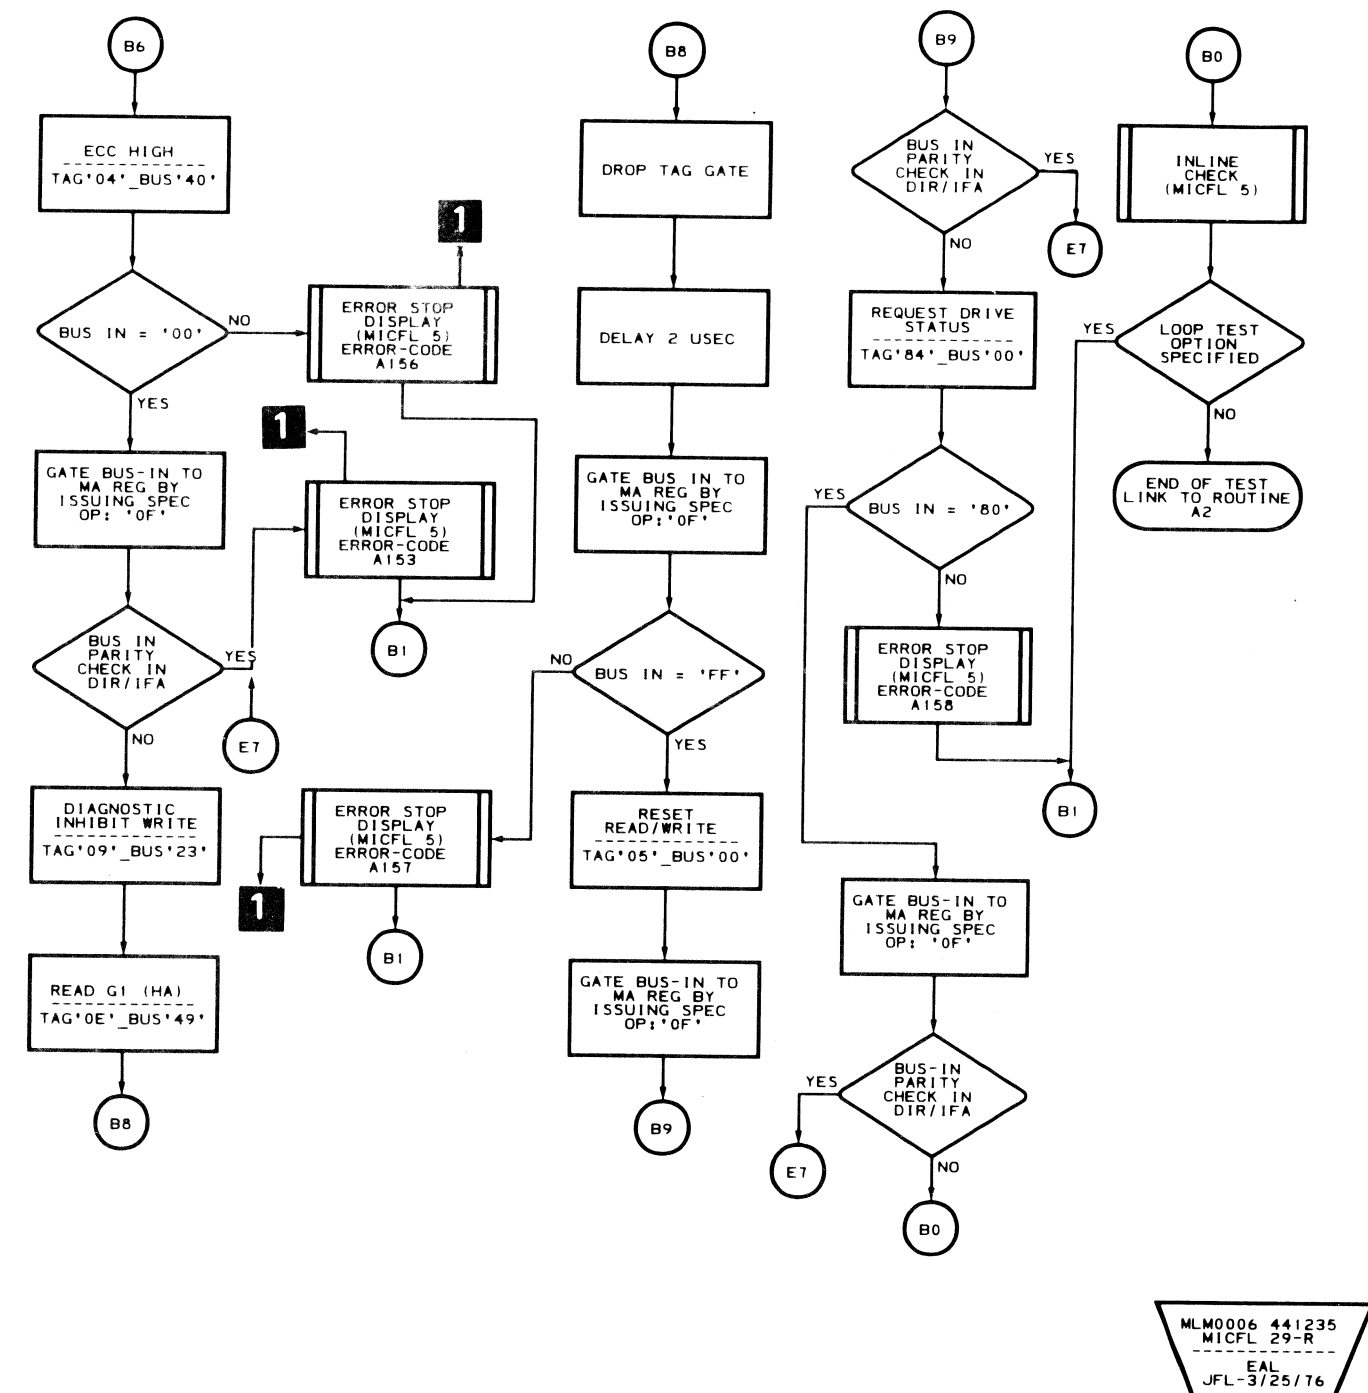 B6
ECC HIGH
TAG'04'_BUS'40'
BUS IN = '00'
NO
YES
1
ERROR STOP
DISPLAY
(MICFL 5)
ERROR-CODE
A156
GATE BUS-IN TO
MA REG BY
ISSUING SPEC
OP: '0F'
1
ERROR STOP
DISPLAY
(MICFL 5)
ERROR-CODE
A153
B1
BUS IN
PARITY
CHECK IN
DIR/IFA
YES
NO
E7
DIAGNOSTIC
INHIBIT WRITE
TAG'09'_BUS'23'
ERROR STOP
DISPLAY
(MICFL 5)
ERROR-CODE
A157
1
B1
READ G1 (HA)
TAG'0E'_BUS'49'
B8
B8
DROP TAG GATE
DELAY 2 USEC
GATE BUS IN TO
MA REG BY
ISSUING SPEC
OP:'0F'
NO
BUS IN = 'FF'
YES
RESET
READ/WRITE
TAG'05'_BUS'00'
GATE BUS-IN TO
MA REG BY
ISSUING SPEC
OP:'0F'
B9
B9
BUS IN
PARITY
CHECK IN
DIR/IFA
YES
E7
NO
REQUEST DRIVE
STATUS
TAG'84'_BUS'00'
YES
BUS IN = '80'
NO
ERROR STOP
DISPLAY
(MICFL 5)
ERROR-CODE
A158
GATE BUS-IN TO
MA REG BY
ISSUING SPEC
OP: '0F'
BUS-IN
PARITY
CHECK IN
DIR/IFA
YES
E7
NO
B0
B0
INLINE
CHECK
(MICFL 5)
YES
LOOP TEST
OPTION
SPECIFIED
NO
END OF TEST
LINK TO ROUTINE
A2
B1
MLM0006 441235
MICFL 29-R
EAL
JFL-3/25/76